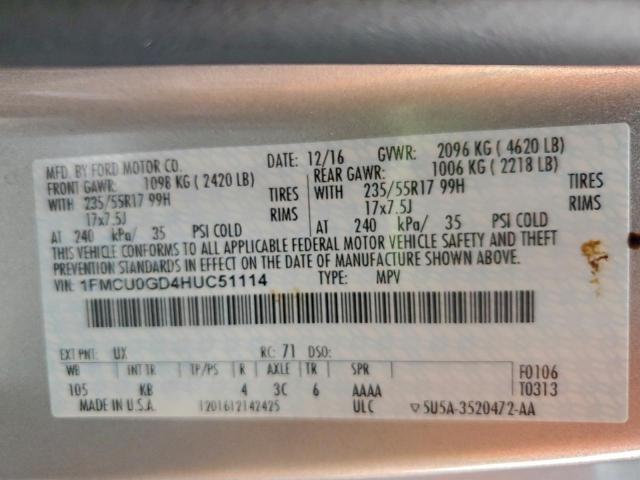 MFD. BY FORD MOTOR CO. DATE: 12/16 GVWR: 2096 KG ( 4620 LB)
FRONT GAWR: 1098 KG ( 2420 LB) REAR GAWR: 1006 KG ( 2218 LB)
WITH 235/55R17 99H TIRES WITH 235/55R17 99H TIRES
17x7.5J RIMS 17x7.5J RIMS
AT 240 kPa/ 35 PSI COLD AT 240 kPa/ 35 PSI COLD
THIS VEHICLE CONFORMS TO ALL APPLICABLE FEDERAL MOTOR VEHICLE SAFETY AND THEFT
PREVENTION STANDARDS IN EFFECT ON THE DATE OF MANUFACTURE SHOWN ABOVE.
VIN: 1FMCU0GD4HUC51114 TYPE: MPV
EXT PNT: UX RC: 71 DSO:
WB INT TR TP/PS R AXLE TR SPR F0106
105 KB 4 3C 6 AAAA T0313
MADE IN U.S.A. 1201612142425 ULC ▽5U5A-3520472-AA